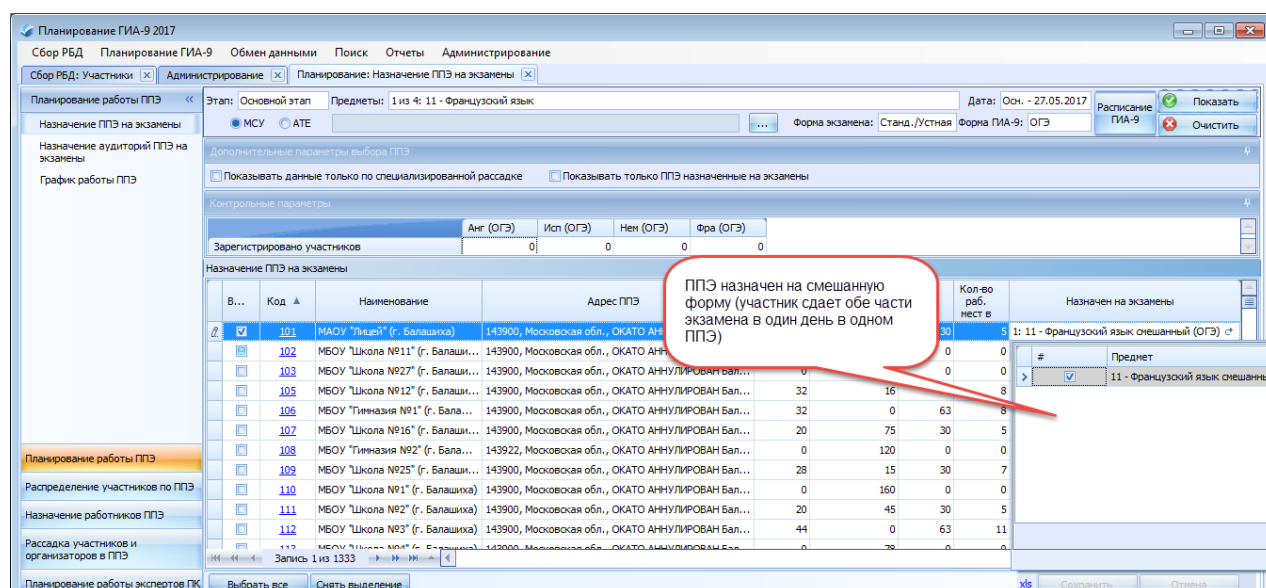 Планирование ГИА-9 2017
Сбор РБД Планирование ГИА-9 Обмен данными Поиск Отчеты Администрирование
Сбор РБД: Участники Администрирование Планирование: Назначение ППЭ на экзамены
Планирование работы ППЭ
Назначение ППЭ на экзамены
Назначение аудиторий ППЭ на
экзамены
График работы ППЭ
Этап: Основной этап Предметы: 1 из 4: 11 - Французский язык Дата: Осн. - 27.05.2017
МСУ АТЕ ... Форма экзамена: Станд./Устная Форма ГИА-9: ОГЭ
Расписание
ГИА-9
Показать
Очистить
Дополнительные параметры выбора ППЭ
Показывать данные только по специализированной рассадке Показывать только ППЭ назначенные на экзамены
Контрольные параметры
Анг (ОГЭ) Исп (ОГЭ) Нем (ОГЭ) Фра (ОГЭ)
Зарегистрировано участников 0 0 0 0
Назначение ППЭ на экзамены
В... Код Наименование Адрес ППЭ
Кол-во
раб.
мест в
Назначен на экзамены
ППЭ назначен на смешанную
форму (участник сдает обе части
экзамена в один день в одном
ППЭ)
101 МАОУ "Лицей" (г. Балашиха) 143900, Московская обл., ОКАТО АН 30 5 1: 11 - Французский язык смешанный (ОГЭ)
102 МБОУ "Школа №11" (г. Балаши... 143900, Московская обл., ОКАТО АНН 0 0
103 МБОУ "Школа №27" (г. Балаши... 143900, Московская обл., ОКАТО АННУЛИРОВАН Бал... 0 0 0
105 МБОУ "Школа №12" (г. Балаши... 143900, Московская обл., ОКАТО АННУЛИРОВАН Бал... 32 16 8
106 МБОУ "Гимназия №1" (г. Бала... 143900, Московская обл., ОКАТО АННУЛИРОВАН Бал... 32 0 63 8
107 МБОУ "Школа №16" (г. Балаши... 143900, Московская обл., ОКАТО АННУЛИРОВАН Бал... 20 75 30 5
108 МБОУ "Гимназия №2" (г. Бала... 143922, Московская обл., ОКАТО АННУЛИРОВАН Бал... 0 120 0 0
109 МБОУ "Школа №25" (г. Балаши... 143900, Московская обл., ОКАТО АННУЛИРОВАН Бал... 28 15 30 7
110 МБОУ "Школа №1" (г. Балашиха) 143900, Московская обл., ОКАТО АННУЛИРОВАН Бал... 0 160 0 0
111 МБОУ "Школа №2" (г. Балашиха) 143900, Московская обл., ОКАТО АННУЛИРОВАН Бал... 20 45 30 5
112 МБОУ "Школа №3" (г. Балашиха) 143900, Московская обл., ОКАТО АННУЛИРОВАН Бал... 44 0 63 11
# Предмет
11 - Французский язык смешанны
Запись 1 из 1333
Планирование работы ППЭ
Распределение участников по ППЭ
Назначение работников ППЭ
Рассадка участников и
организаторов в ППЭ
Планирование работы экспертов ПК
Выбрать все Снять выделение xls Сохранить Отмена